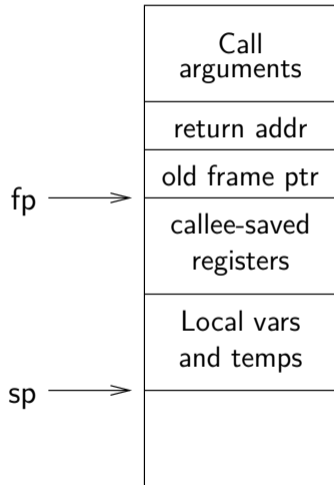 Call
arguments
return addr
old frame ptr
fp
callee-saved
registers
Local vars
and temps
sp